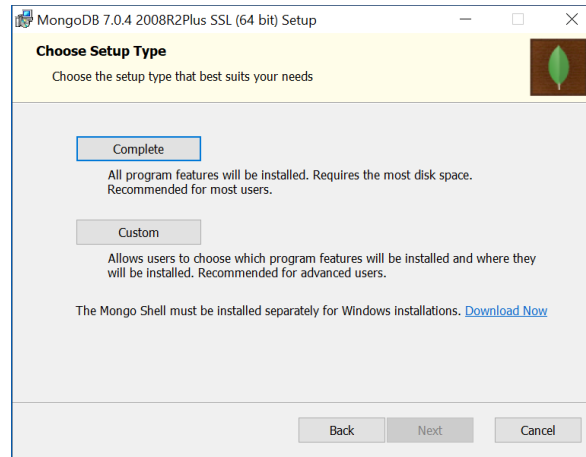 MongoDB 7.0.4 2008R2Plus SSL (64 bit) Setup
Choose Setup Type
Choose the setup type that best suits your needs
Complete
All program features will be installed. Requires the most disk space.
Recommended for most users.
Custom
Allows users to choose which program features will be installed and where they
will be installed. Recommended for advanced users.
The Mongo Shell must be installed separately for Windows installations. Download Now
Back Next Cancel